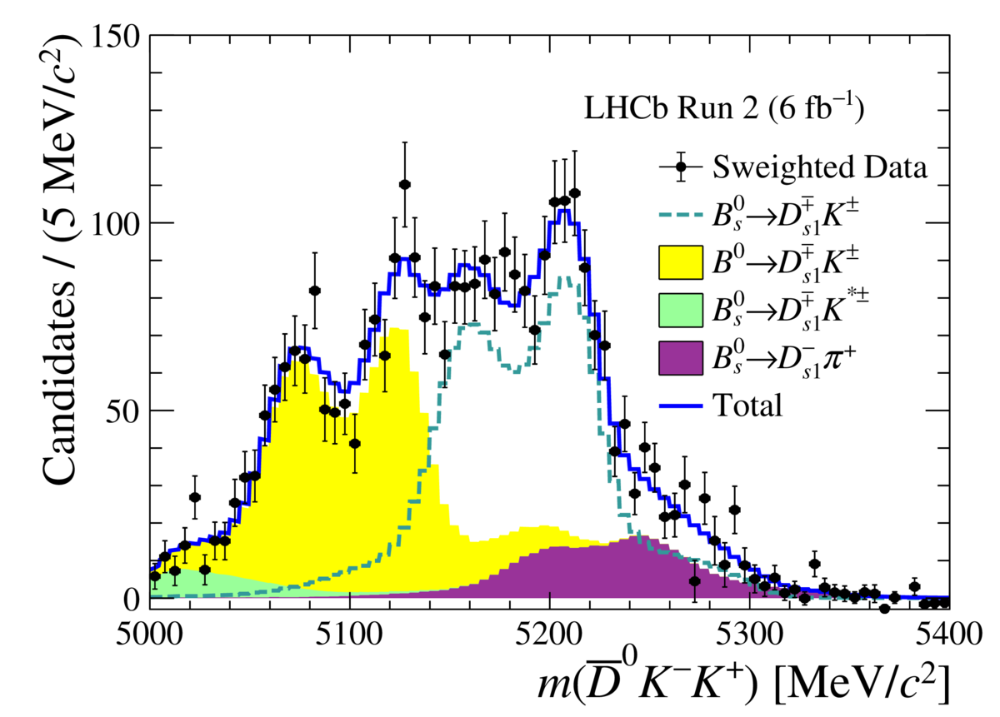 Candidates / (5 MeV/c²)
150
100
50
0
LHCb Run 2 (6 fb⁻¹)
Sweighted Data
B⁰ₛ→D∓ₛ₁K±
B⁰→D∓ₛ₁K±
B⁰ₛ→D∓ₛ₁K*±
B⁰ₛ→D⁻ₛ₁π⁺
Total
5000 5100 5200 5300 5400
m(D̅⁰K⁻K⁺) [MeV/c²]